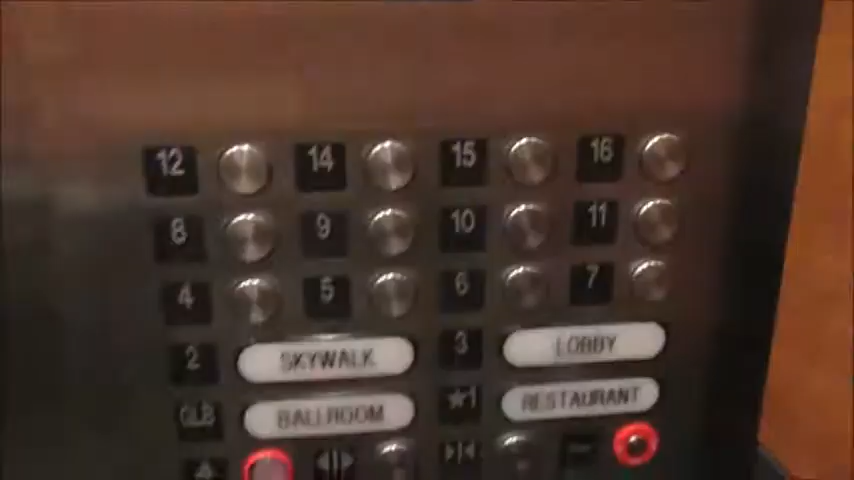 12 14 15 16
8 9 10 11
4 5 6 7
2 SKYWALK 3 LOBBY
GLB BALLROOM ★1 RESTAURANT